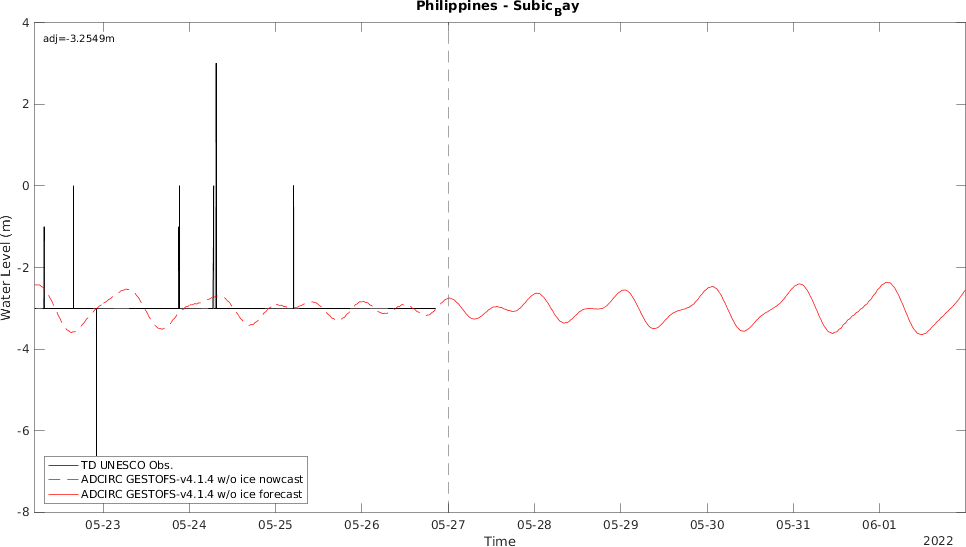 Philippines - Subic_Bay
adj=-3.2549m
4
2
0
-2
-4
-6
-8
Water Level (m)
TD UNESCO Obs.
ADCIRC GESTOFS-v4.1.4 w/o ice nowcast
ADCIRC GESTOFS-v4.1.4 w/o ice forecast
05-23 05-24 05-25 05-26 05-27 05-28 05-29 05-30 05-31 06-01
Time
2022